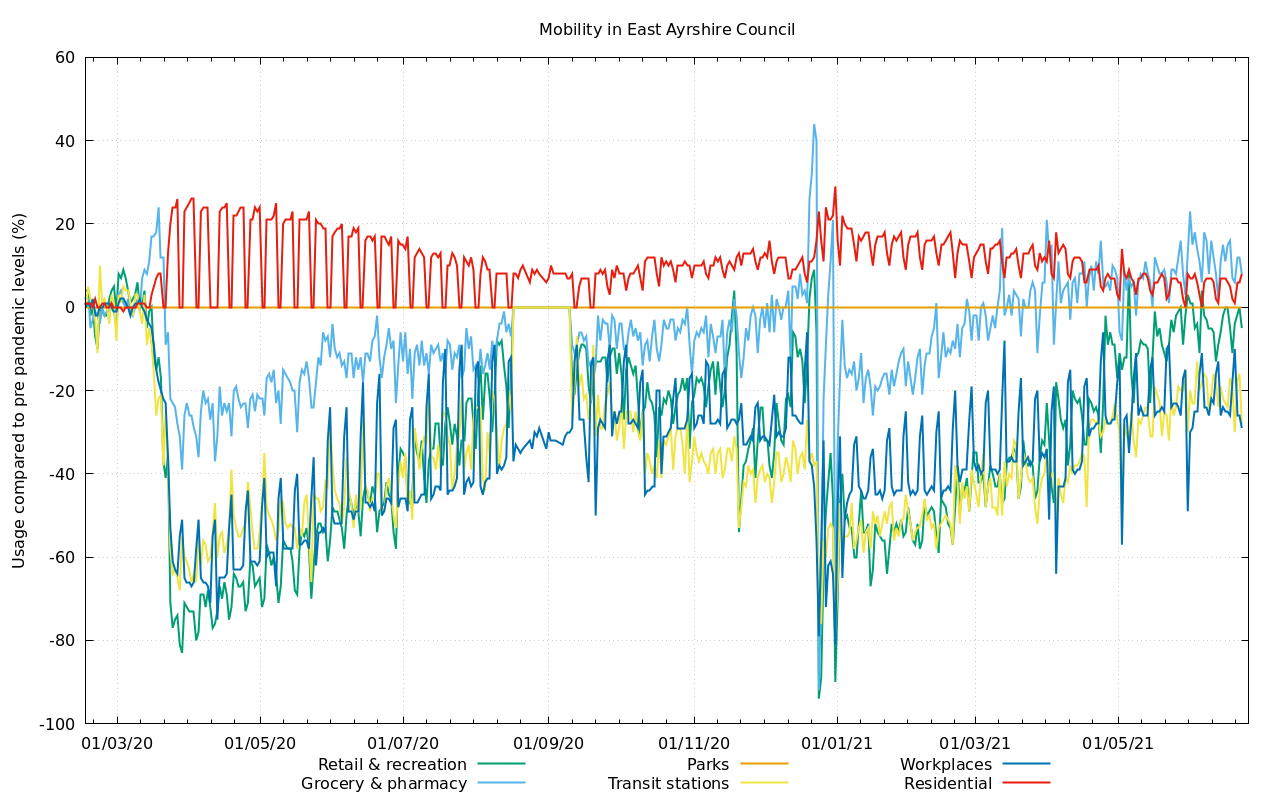 Mobility in East Ayrshire Council
Usage compared to pre pandemic levels (%)
60
40
20
0
-20
-40
-60
-80
-100
01/03/20 01/05/20 01/07/20 01/09/20 01/11/20 01/01/21 01/03/21 01/05/21
Retail & recreation Parks Workplaces
Grocery & pharmacy Transit stations Residential